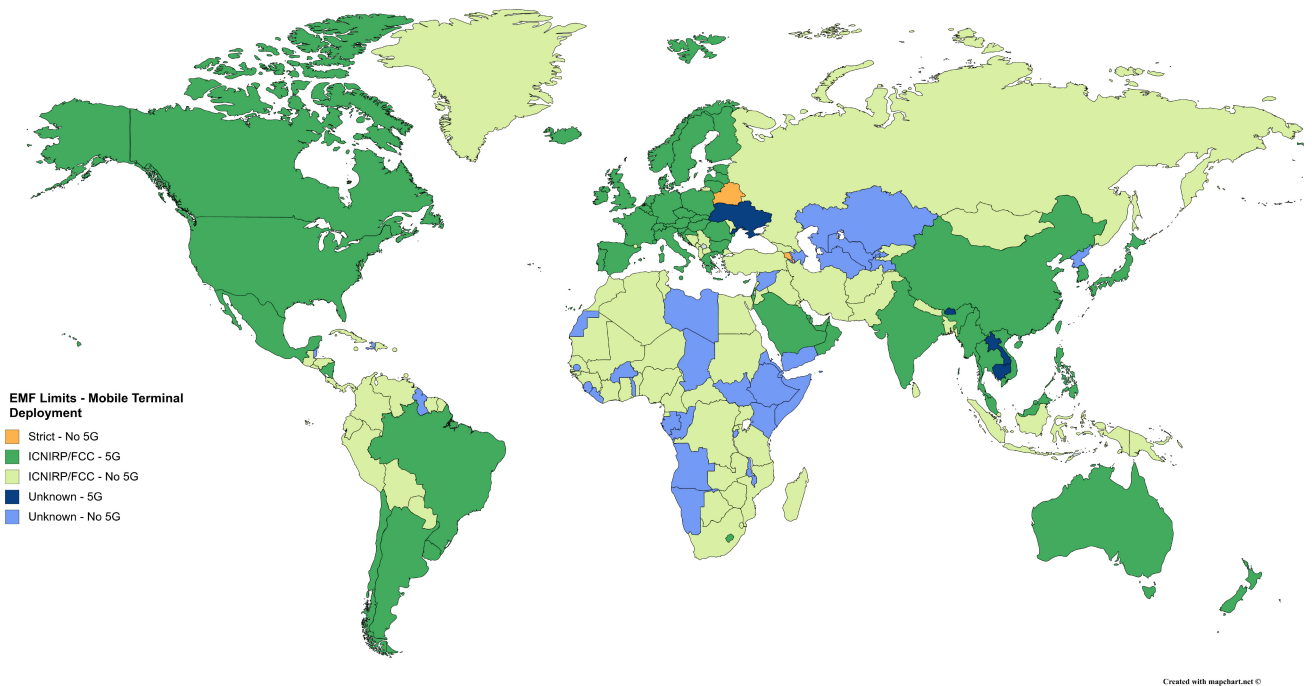 EMF Limits - Mobile Terminal
Deployment
Strict - No 5G
ICNIRP/FCC - 5G
ICNIRP/FCC - No 5G
Unknown - 5G
Unknown - No 5G
Created with mapchart.net ©